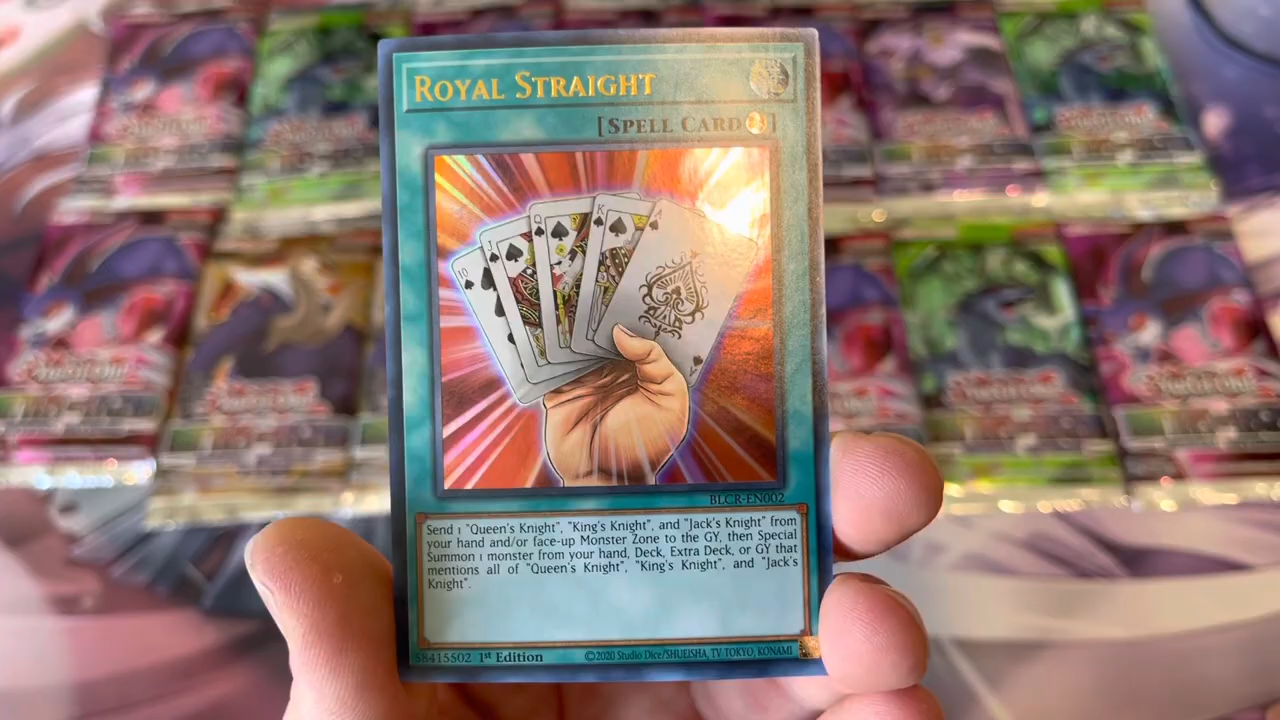 ROYAL STRAIGHT
[SPELL CARD]
10
J
Q
K
A
BLCR-EN002
Send 1 "Queen's Knight", "King's Knight", and "Jack's Knight" from
your hand and/or face-up Monster Zone to the GY, then Special
Summon 1 monster from your hand, Deck, Extra Deck, or GY that
mentions all of "Queen's Knight", "King's Knight", and "Jack's
Knight".
58415502 1st Edition ©2020 Studio Dice/SHUEISHA, TV TOKYO, KONAMI